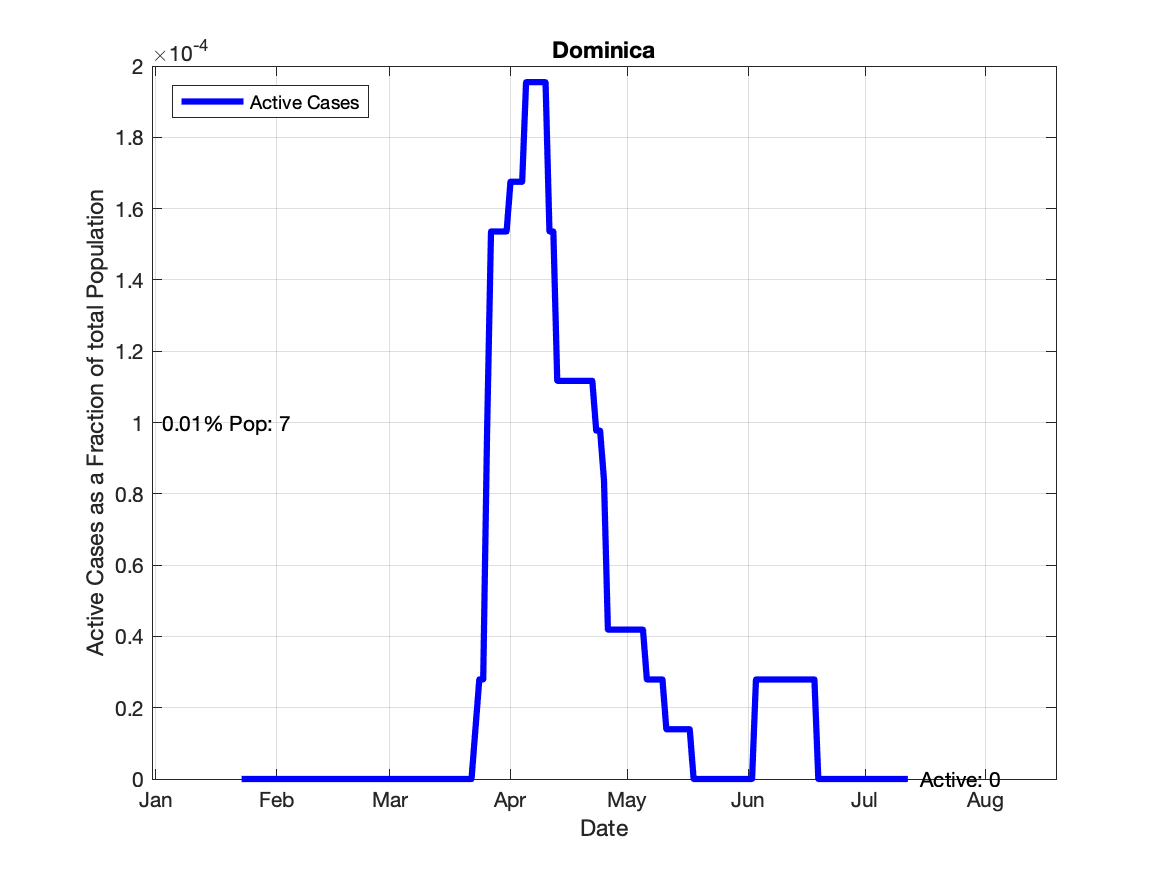 Dominica
×10-4
Active Cases
Active Cases as a Fraction of total Population
2
1.8
1.6
1.4
1.2
1
0.8
0.6
0.4
0.2
0
0.01% Pop: 7
Active: 0
Jan Feb Mar Apr May Jun Jul Aug
Date